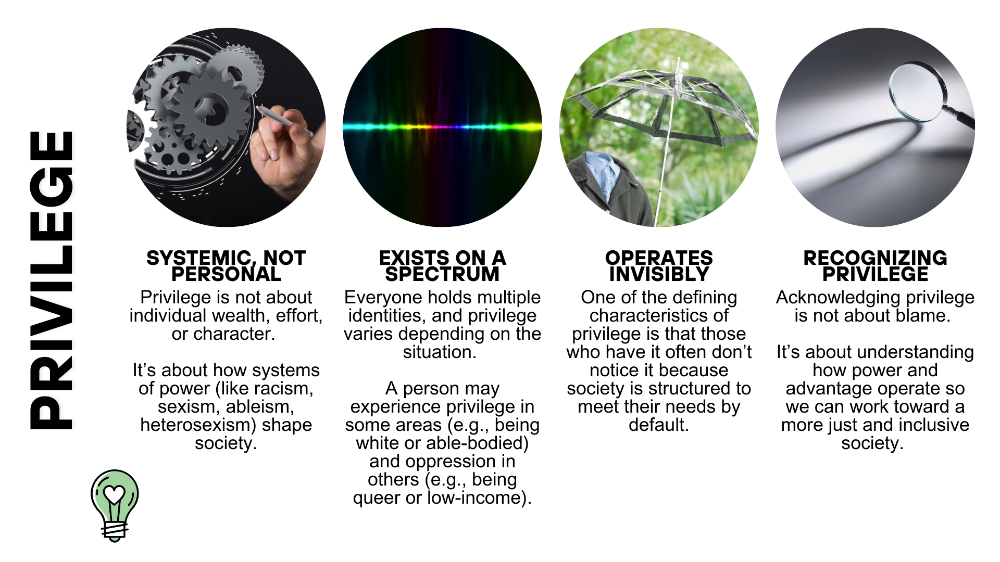 PRIVILEGE
SYSTEMIC, NOT
PERSONAL
Privilege is not about
individual wealth, effort,
or character.
It’s about how systems
of power (like racism,
sexism, ableism,
heterosexism) shape
society.
EXISTS ON A
SPECTRUM
Everyone holds multiple
identities, and privilege
varies depending on the
situation.
A person may
experience privilege in
some areas (e.g., being
white or able-bodied)
and oppression in
others (e.g., being
queer or low-income).
OPERATES
INVISIBLY
One of the defining
characteristics of
privilege is that those
who have it often don’t
notice it because
society is structured to
meet their needs by
default.
RECOGNIZING
PRIVILEGE
Acknowledging privilege
is not about blame.
It’s about understanding
how power and
advantage operate so
we can work toward a
more just and inclusive
society.